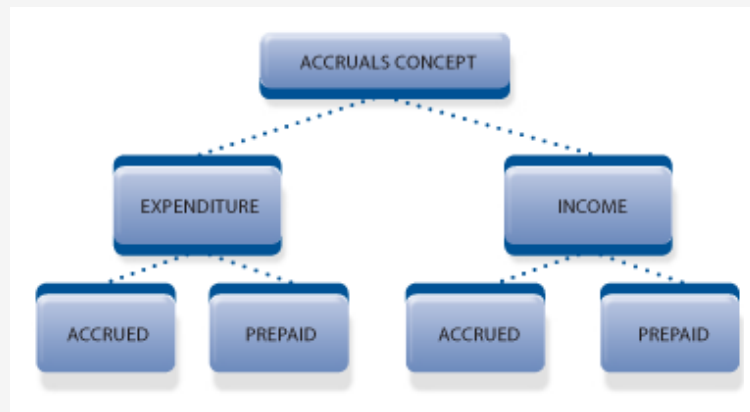 ACCRUALS CONCEPT
EXPENDITURE
INCOME
ACCRUED
PREPAID
ACCRUED
PREPAID